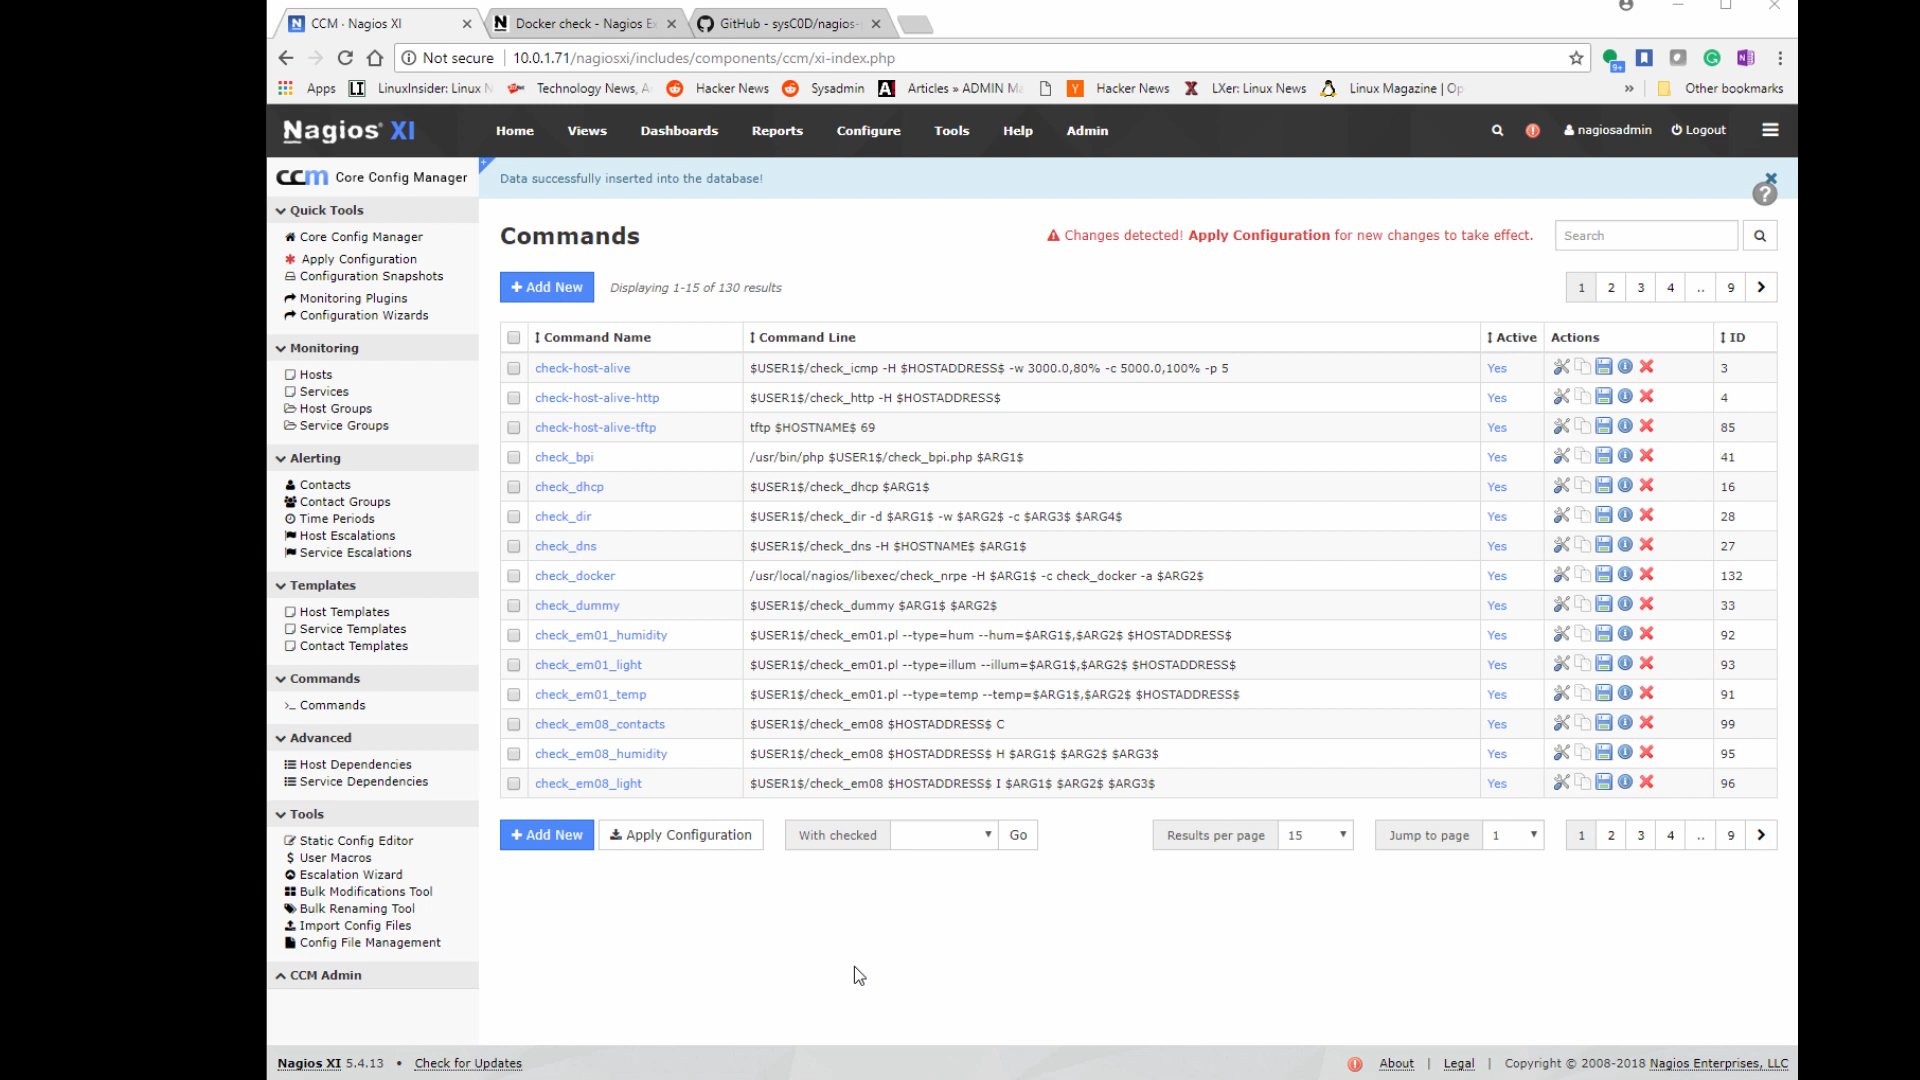 CCM · Nagios XI
Docker check - Nagios E
GitHub - sysC0D/nagios-
Not secure
10.0.1.71/nagiosxi/includes/components/ccm/xi-index.php
9+
Apps
LI
LinuxInsider: Linux N
Technology News, A
Hacker News
Sysadmin
Articles » ADMIN Ma
Hacker News
LXer: Linux News
Linux Magazine | Op
»
Other bookmarks
Nagios® XI
Home
Views
Dashboards
Reports
Configure
Tools
Help
Admin
nagiosadmin
Logout
ccm Core Config Manager
Data successfully inserted into the database!
Quick Tools
Core Config Manager
Apply Configuration
Configuration Snapshots
Monitoring Plugins
Configuration Wizards
Monitoring
Hosts
Services
Host Groups
Service Groups
Alerting
Contacts
Contact Groups
Time Periods
Host Escalations
Service Escalations
Templates
Host Templates
Service Templates
Contact Templates
Commands
>_ Commands
Advanced
Host Dependencies
Service Dependencies
Tools
Static Config Editor
$ User Macros
Escalation Wizard
Bulk Modifications Tool
Bulk Renaming Tool
Import Config Files
Config File Management
CCM Admin
Commands
Changes detected! Apply Configuration for new changes to take effect.
Search
+ Add New
Displaying 1-15 of 130 results
1 2 3 4 .. 9
Command Name Command Line Active Actions ID
check-host-alive $USER1$/check_icmp -H $HOSTADDRESS$ -w 3000.0,80% -c 5000.0,100% -p 5 Yes 3
check-host-alive-http $USER1$/check_http -H $HOSTADDRESS$ Yes 4
check-host-alive-tftp tftp $HOSTNAME$ 69 Yes 85
check_bpi /usr/bin/php $USER1$/check_bpi.php $ARG1$ Yes 41
check_dhcp $USER1$/check_dhcp $ARG1$ Yes 16
check_dir $USER1$/check_dir -d $ARG1$ -w $ARG2$ -c $ARG3$ $ARG4$ Yes 28
check_dns $USER1$/check_dns -H $HOSTNAME$ $ARG1$ Yes 27
check_docker /usr/local/nagios/libexec/check_nrpe -H $ARG1$ -c check_docker -a $ARG2$ Yes 132
check_dummy $USER1$/check_dummy $ARG1$ $ARG2$ Yes 33
check_em01_humidity $USER1$/check_em01.pl --type=hum --hum=$ARG1$,$ARG2$ $HOSTADDRESS$ Yes 92
check_em01_light $USER1$/check_em01.pl --type=illum --illum=$ARG1$,$ARG2$ $HOSTADDRESS$ Yes 93
check_em01_temp $USER1$/check_em01.pl --type=temp --temp=$ARG1$,$ARG2$ $HOSTADDRESS$ Yes 91
check_em08_contacts $USER1$/check_em08 $HOSTADDRESS$ C Yes 99
check_em08_humidity $USER1$/check_em08 $HOSTADDRESS$ H $ARG1$ $ARG2$ $ARG3$ Yes 95
check_em08_light $USER1$/check_em08 $HOSTADDRESS$ I $ARG1$ $ARG2$ $ARG3$ Yes 96
+ Add New
Apply Configuration
With checked
Go
Results per page 15
Jump to page 1
1 2 3 4 .. 9
Nagios XI 5.4.13 • Check for Updates
About | Legal | Copyright © 2008-2018 Nagios Enterprises, LLC